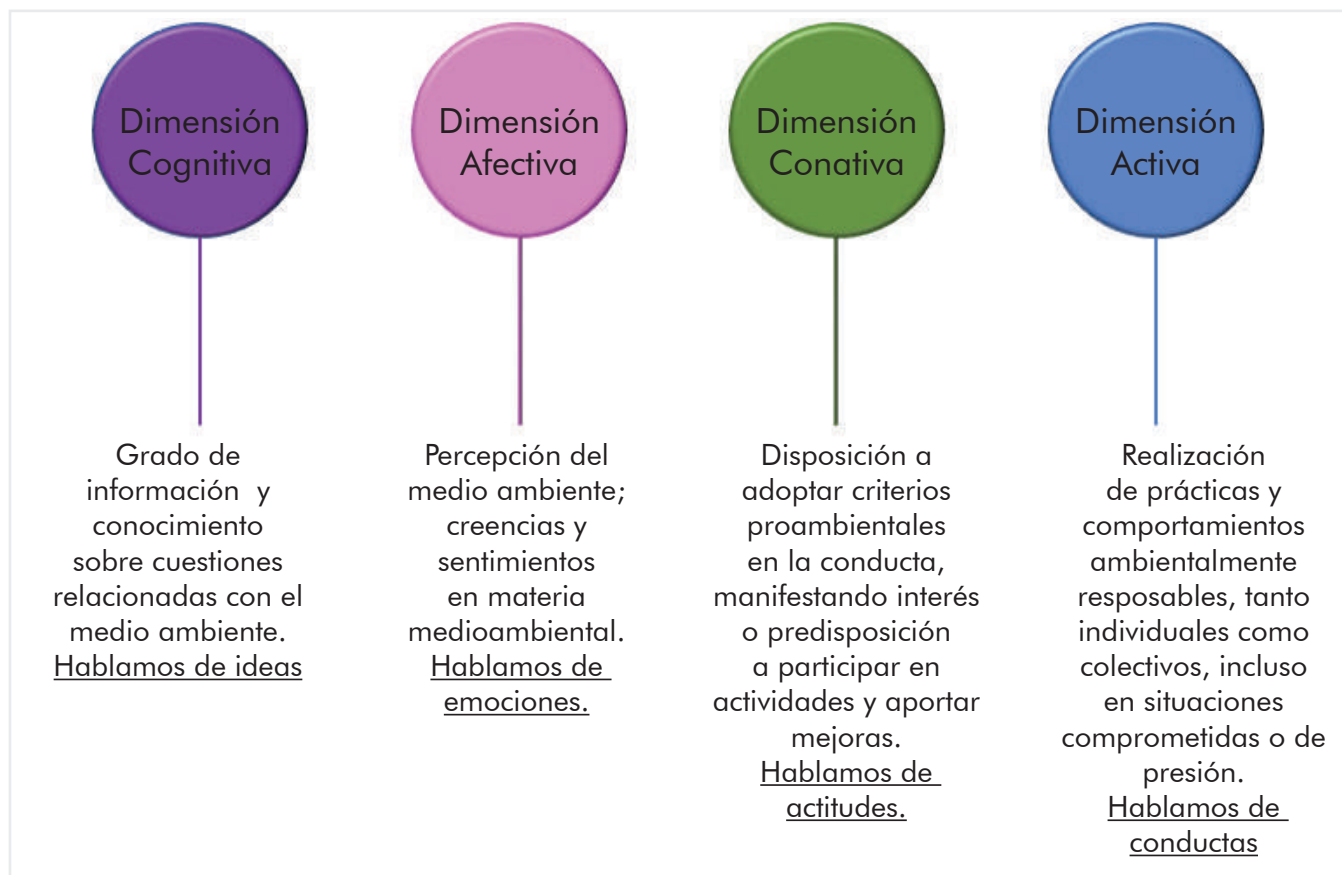 Dimensión
Cognitiva
Grado de
información y
conocimiento
sobre cuestiones
relacionadas con el
medio ambiente.
Hablamos de ideas
Dimensión
Afectiva
Percepción del
medio ambiente;
creencias y
sentimientos
en materia
medioambiental.
Hablamos de
emociones.
Dimensión
Conativa
Disposición a
adoptar criterios
proambientales
en la conducta,
manifestando interés
o predisposición
a participar en
actividades y aportar
mejoras.
Hablamos de
actitudes.
Dimensión
Activa
Realización
de prácticas y
comportamientos
ambientalmente
resposables, tanto
individuales como
colectivos, incluso
en situaciones
comprometidas o de
presión.
Hablamos de
conductas